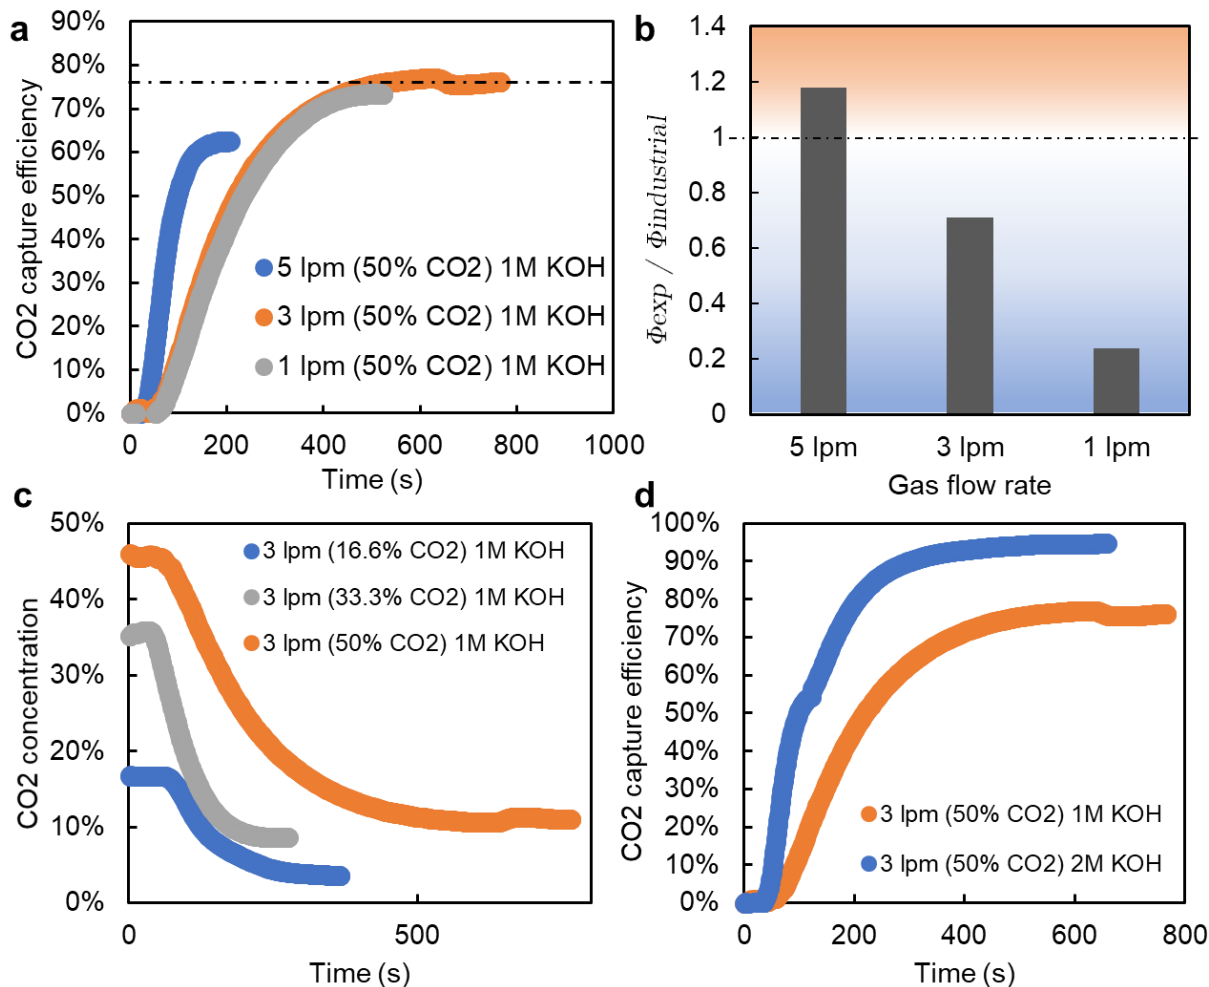 a
90%
80%
70%
60%
50%
40%
30%
20%
10%
0%
CO2 capture efficiency
5 lpm (50% CO2) 1M KOH
3 lpm (50% CO2) 1M KOH
1 lpm (50% CO2) 1M KOH
0 200 400 600 800 1000
Time (s)
b
1.4
1.2
1
0.8
0.6
0.4
0.2
0
Φexp / Φindustrial
5 lpm 3 lpm 1 lpm
Gas flow rate
c
50%
40%
30%
20%
10%
0%
CO2 concentration
3 lpm (16.6% CO2) 1M KOH
3 lpm (33.3% CO2) 1M KOH
3 lpm (50% CO2) 1M KOH
0 500
Time (s)
d
100%
90%
80%
70%
60%
50%
40%
30%
20%
10%
0%
CO2 capture efficiency
3 lpm (50% CO2) 1M KOH
3 lpm (50% CO2) 2M KOH
0 200 400 600 800
Time (s)